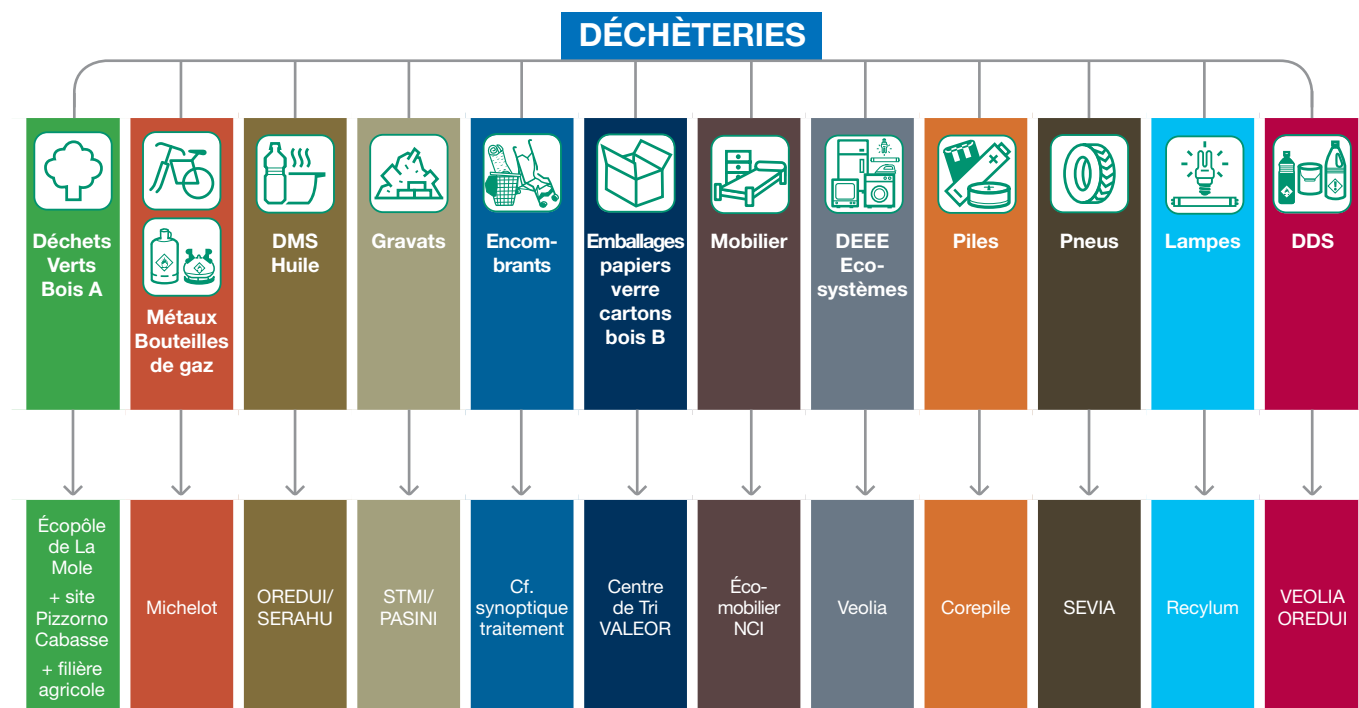 DÉCHÈTERIES
Déchets
Verts
Bois A
Métaux
Bouteilles
de gaz
DMS
Huile
Gravats
Encom-
brants
Emballages
papiers
verre
cartons
bois B
Mobilier
DEEE
Eco-
systèmes
Piles
Pneus
Lampes
DDS
Écopôle
de La
Mole
+ site
Pizzorno
Cabasse
+ filière
agricole
Michelot
OREDUI/
SERAHU
STMI/
PASINI
Cf.
synoptique
traitement
Centre
de Tri
VALEOR
Éco-
mobilier
NCI
Veolia
Corepile
SEVIA
Recylum
VEOLIA
OREDUI